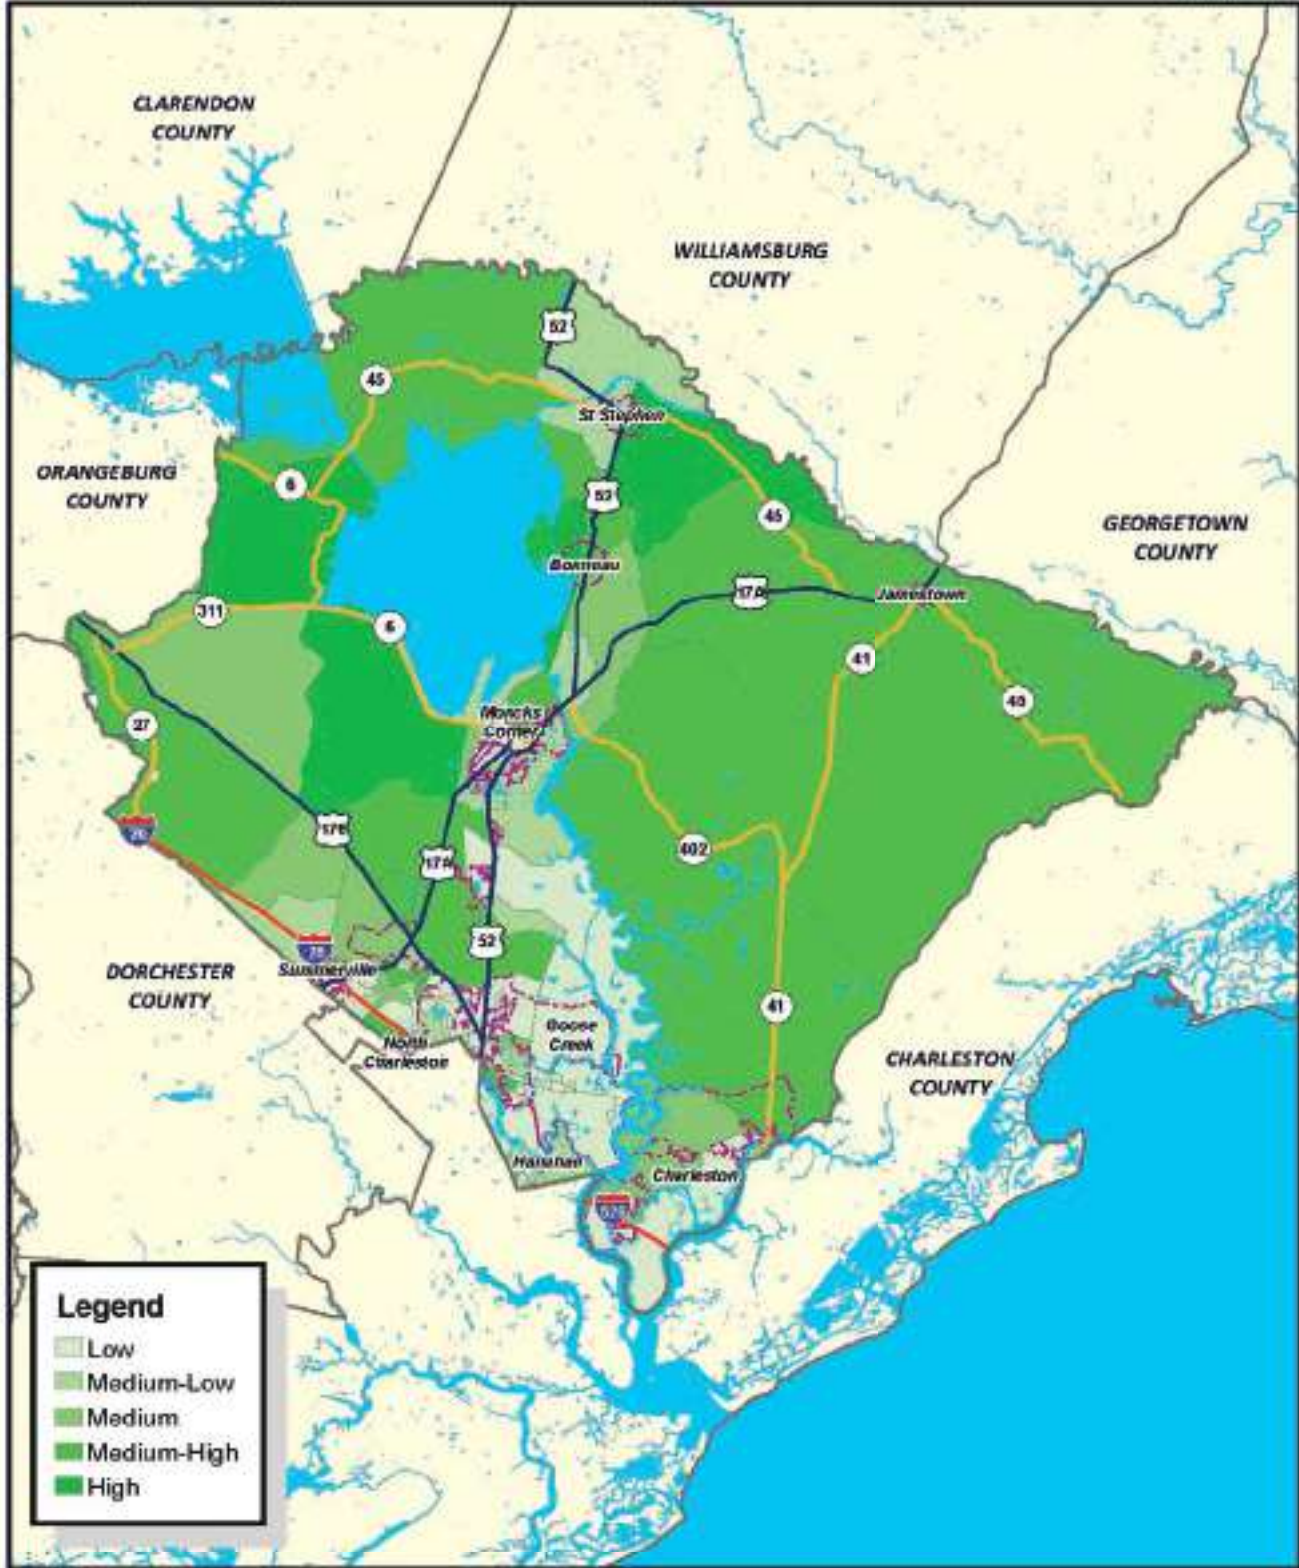 CLARENDON
COUNTY
WILLIAMSBURG
COUNTY
52
45
St Stephen
ORANGEBURG
COUNTY
6
52
45
GEORGETOWN
COUNTY
Bonneau
17A
Jamestown
311
6
41
45
27
Moncks
Corner
26
17A
402
52
26
Summerville
DORCHESTER
COUNTY
41
Goose
Creek
North
Charleston
CHARLESTON
COUNTY
Hanahan
Charleston
526
Legend
Low
Medium-Low
Medium
Medium-High
High